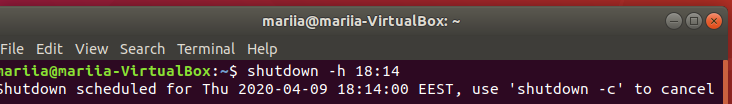 mariia@mariia-VirtualBox: ~
File Edit View Search Terminal Help
mariia@mariia-VirtualBox:~$ shutdown -h 18:14
Shutdown scheduled for Thu 2020-04-09 18:14:00 EEST, use 'shutdown -c' to cancel